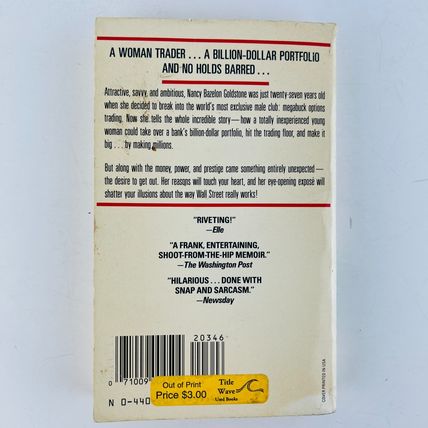 A WOMAN TRADER . . . A BILLION-DOLLAR PORTFOLIO
AND NO HOLDS BARRED . . .
Attractive, savvy, and ambitious, Nancy Bazelon Goldstone was just twenty-seven years old
when she decided to break into the world's most exclusive male club: megabuck options
trading. Now she tells the whole incredible story—how a totally inexperienced young
woman could take over a bank's billion-dollar portfolio, hit the trading floor, and make it
big . . . by making millions.
But along with the money, power, and prestige came something entirely unexpected—
the desire to get out. Her reasons will touch your heart, and her eye-opening exposé will
shatter your illusions about the way Wall Street really works!
"RIVETING!"
—Elle
"A FRANK, ENTERTAINING,
SHOOT-FROM-THE-HIP MEMOIR."
—The Washington Post
"HILARIOUS . . . DONE WITH
SNAP AND SARCASM."
—Newsday
20346
0 71009
N 0-440
Out of Print
Price $3.00
Title
Wave
Used Books
COVER PRINTED IN USA